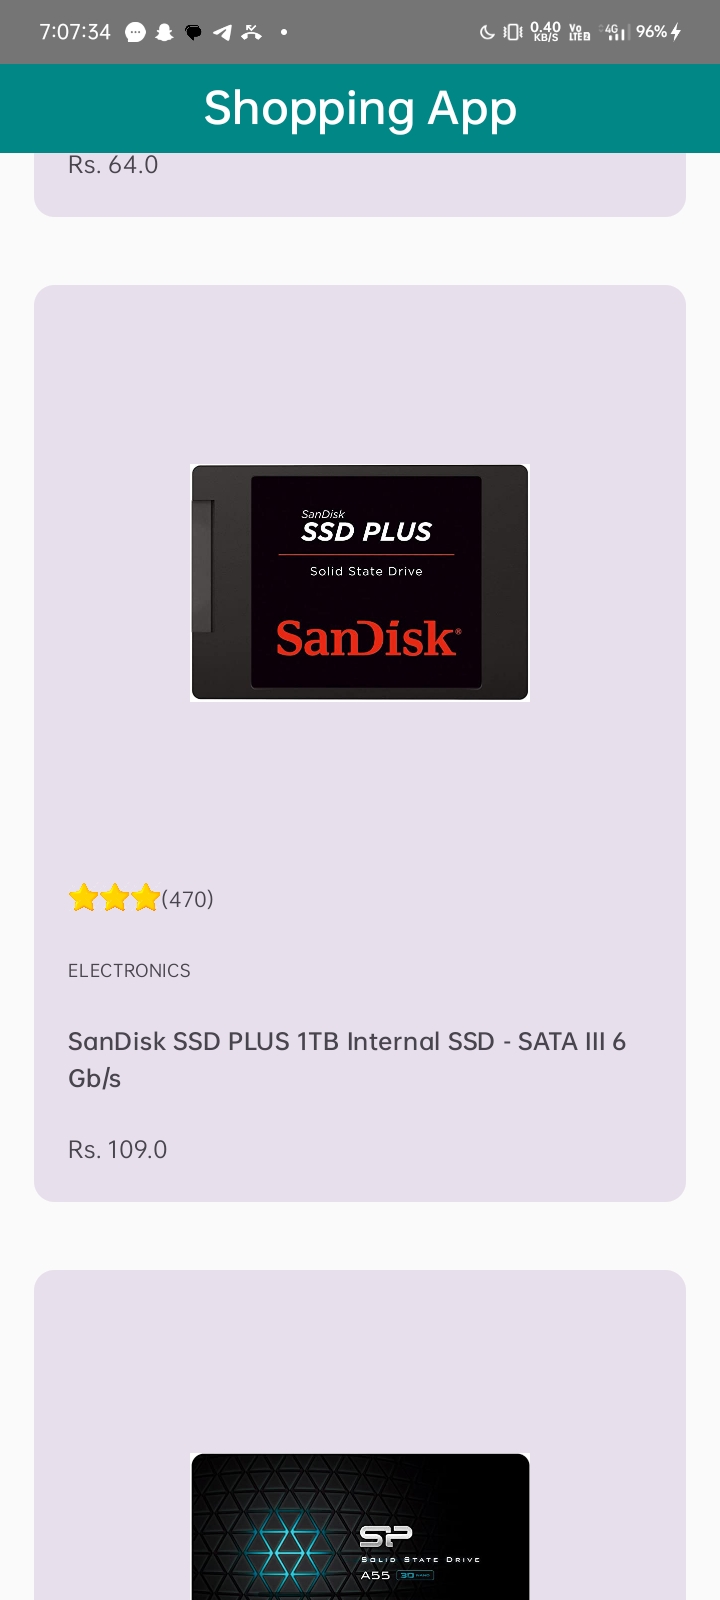 7:07:34 0.40 KB/S Vo LTE 4G 96%
Shopping App
Rs. 64.0
SanDisk
SSD PLUS
Solid State Drive
SanDisk®
(470)
ELECTRONICS
SanDisk SSD PLUS 1TB Internal SSD - SATA III 6
Gb/s
Rs. 109.0
SP
SOLID STATE DRIVE
A55 3D NAND